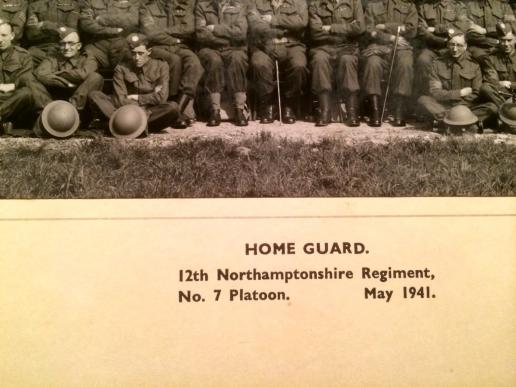 HOME GUARD.
12th Northamptonshire Regiment,
No. 7 Platoon. May 1941.